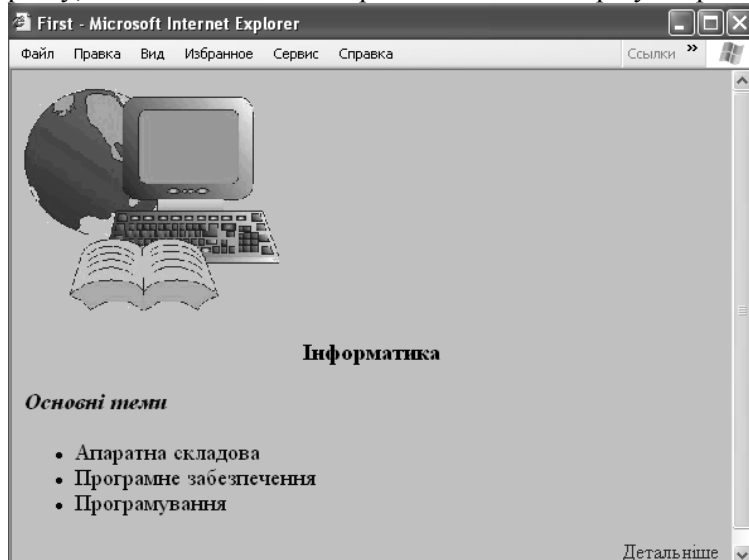 First - Microsoft Internet Explorer
Файл Правка Вид Избранное Сервис Справка Ссылки »
Інформатика
Основні теми
• Апаратна складова
• Програмне забезпечення
• Програмування
Детальніше